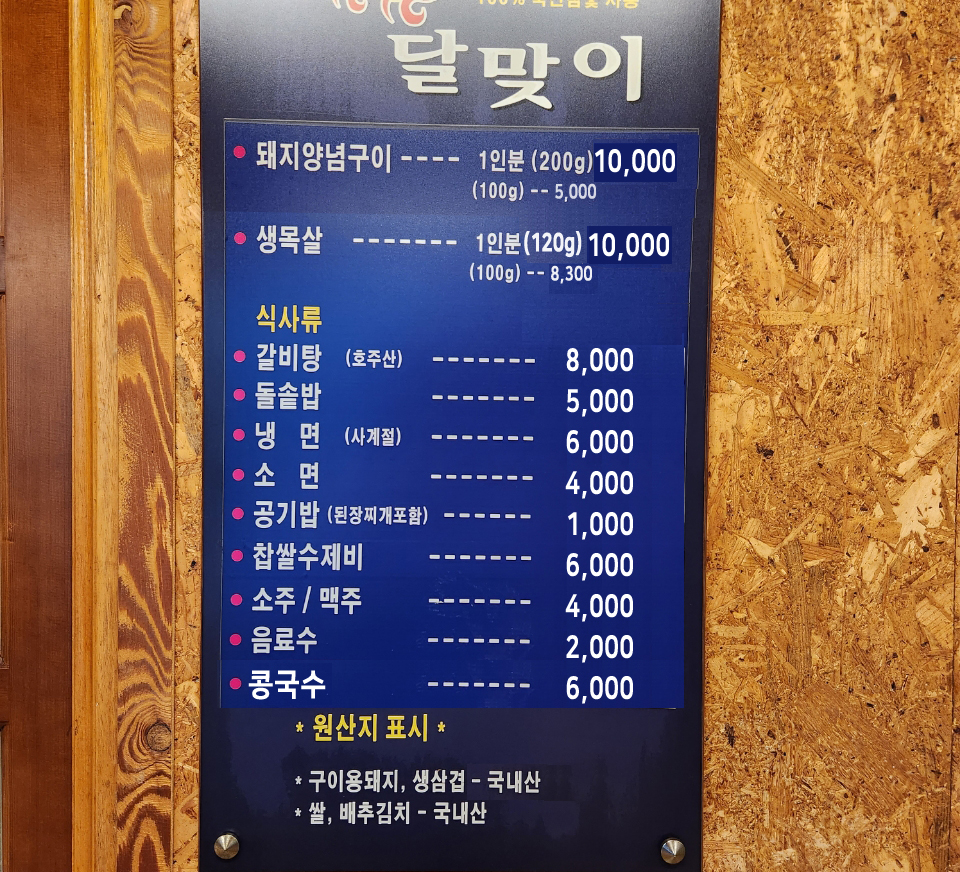 달맞이
돼지양념구이 ---- 1인분 (200g) 10,000
(100g) -- 5,000
생목살 ------- 1인분(120g) 10,000
(100g) -- 8,300
식사류
갈비탕 (호주산) ------- 8,000
돌솥밥 ------- 5,000
냉 면 (사계절) ------- 6,000
소 면 ------- 4,000
공기밥 (된장찌개포함) ------ 1,000
찹쌀수제비 ------- 6,000
소주 / 맥주 ------- 4,000
음료수 ------- 2,000
콩국수 ------- 6,000
* 원산지 표시 *
* 구이용돼지, 생삼겹 - 국내산
* 쌀, 배추김치 - 국내산